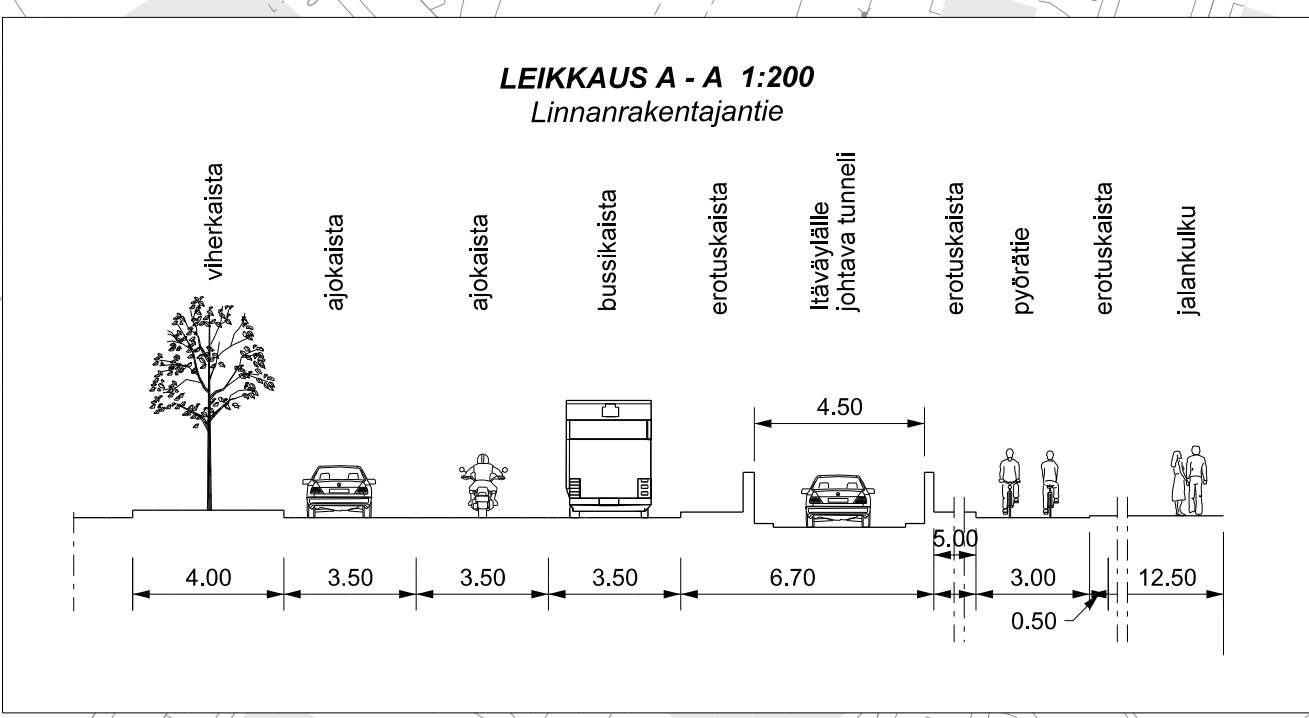 LEIKKAUS A - A 1:200
Linnanrakentajantie
viherkaista
ajokaista
ajokaista
bussikaista
erotuskaista
Itäväylälle
johtava tunneli
erotuskaista
pyörätie
erotuskaista
jalankulku
4.50
5.00
4.00
3.50
3.50
3.50
6.70
3.00
12.50
0.50